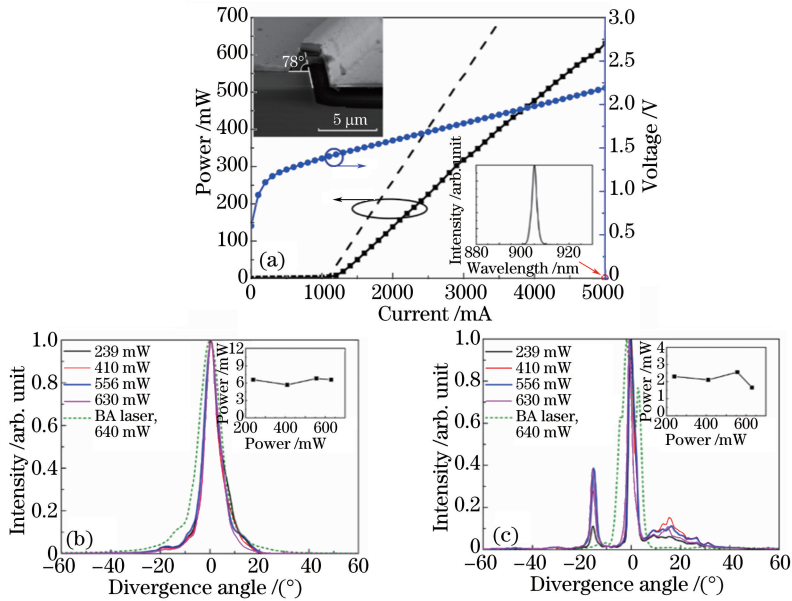 700
600
500
400
300
200
100
0
Power /mW
78°
5 μm
3.0
2.5
2.0
1.5
1.0
0.5
0
Voltage /V
Intensity /arb. unit
880 900 920
Wavelength /nm
(a)
0 1000 2000 3000 4000 5000
Current /mA
1.0
0.8
0.6
0.4
0.2
0
Intensity /arb. unit
239 mW
410 mW
556 mW
630 mW
BA laser,
640 mW
Power /mW
12
9
6
3
0
200 400 600
Power /mW
(b)
−60 −40 −20 0 20 40 60
Divergence angle /(°)
1.0
0.8
0.6
0.4
0.2
0
Intensity /arb. unit
239 mW
410 mW
556 mW
630 mW
BA laser,
640 mW
Power /mW
4
3
2
1
0
200 400 600
Power /mW
(c)
−60 −40 −20 0 20 40 60
Divergence angle /(°)